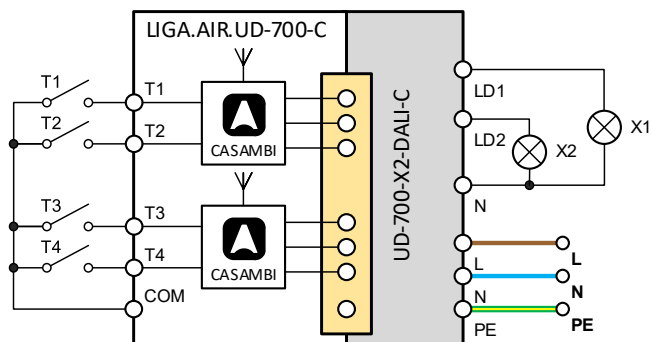 LIGA.AIR.UD-700-C
T1
T1
CASAMBI
T2
T2
T3
T3
CASAMBI
T4
T4
COM
UD-700-X2-DALI-C
LD1
X1
LD2
X2
N
L
L
N
N
PE
PE